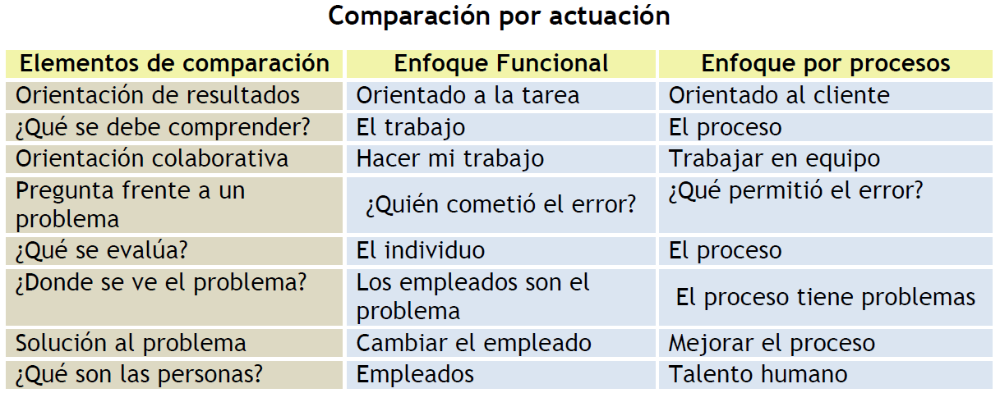 Comparación por actuación
Elementos de comparación Enfoque Funcional Enfoque por procesos
Orientación de resultados Orientado a la tarea Orientado al cliente
¿Qué se debe comprender? El trabajo El proceso
Orientación colaborativa Hacer mi trabajo Trabajar en equipo
Pregunta frente a un
problema
¿Quién cometió el error?
¿Qué permitió el error?
¿Qué se evalúa? El individuo El proceso
¿Donde se ve el problema?
Los empleados son el
problema
El proceso tiene problemas
Solución al problema Cambiar el empleado Mejorar el proceso
¿Qué son las personas? Empleados Talento humano